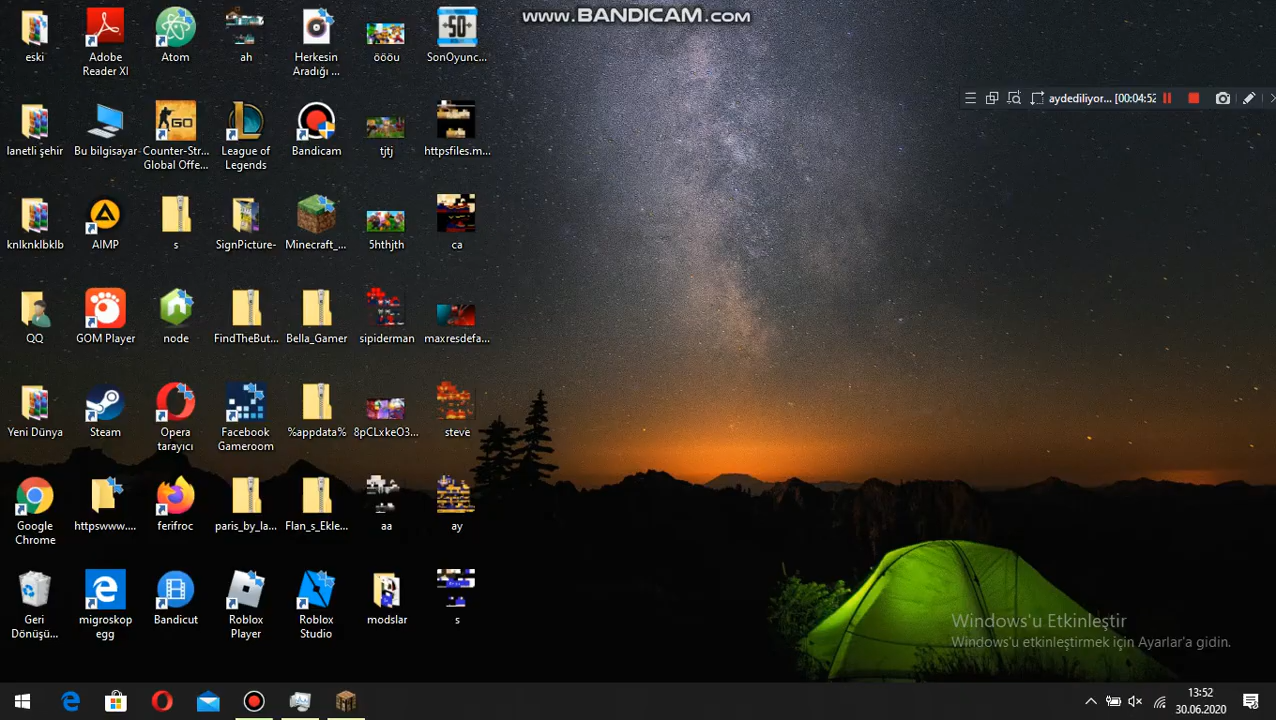 www.BANDICAM.com
aydediliyor... [00:04:52]
eski
Adobe
Reader XI
Atom
ah
Herkesin
Aradığı ...
öööu
SonOyunc...
lanetli şehir
Bu bilgisayar
Counter-Str...
Global Offe...
League of
Legends
Bandicam
tjtj
httpsfiles.m...
knlknklbklb
AIMP
s
SignPicture-
Minecraft_...
5hthjth
ca
QQ
GOM Player
node
FindTheBut...
Bella_Gamer
sipiderman
maxresdefa...
Yeni Dünya
Steam
Opera
tarayıcı
Facebook
Gameroom
%appdata%
8pCLxkeO3...
steve
Google
Chrome
httpswww....
ferifroc
paris_by_la...
Flan_s_Ekle...
aa
ay
Geri
Dönüşü...
migroskop
egg
Bandicut
Roblox
Player
Roblox
Studio
modslar
s
Windows'u Etkinleştir
Windows'u etkinleştirmek için Ayarlar'a gidin.
13:52
30.06.2020